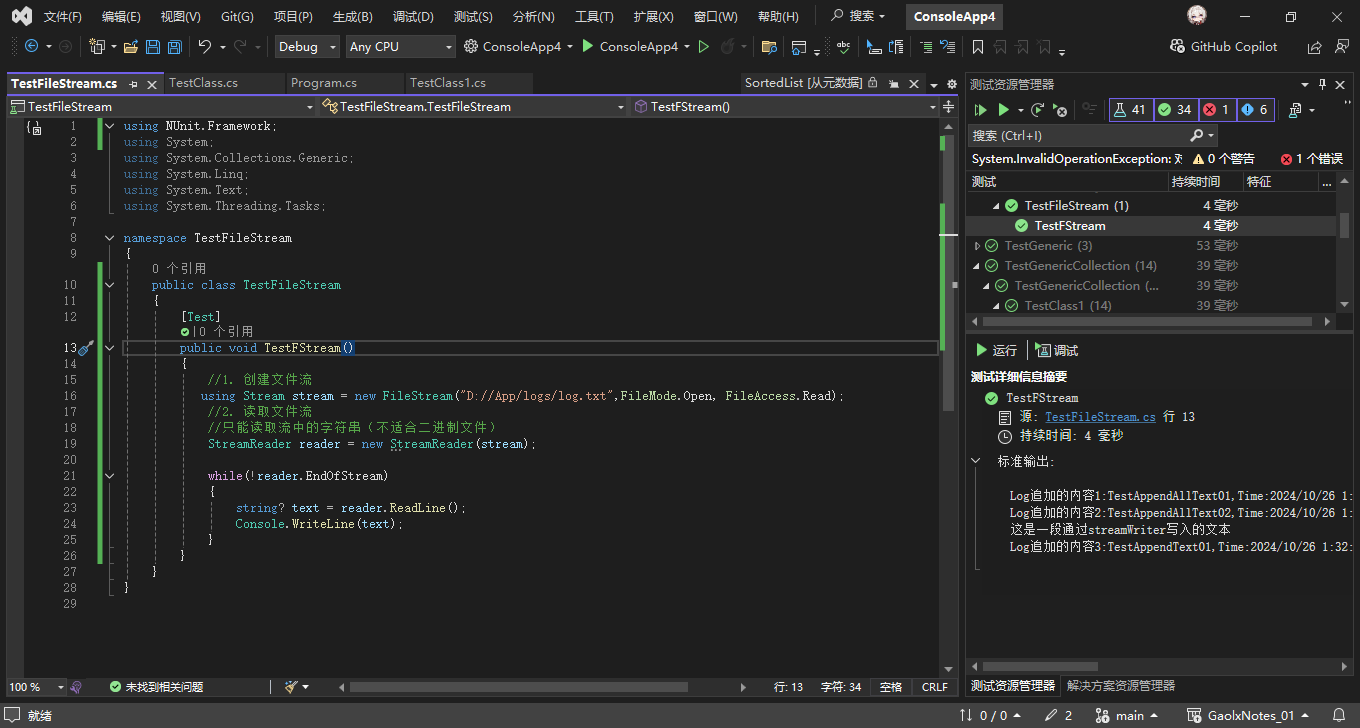 文件(F) 编辑(E) 视图(V) Git(G) 项目(P) 生成(B) 调试(D) 测试(S) 分析(N) 工具(T) 扩展(X) 窗口(W) 帮助(H) 搜索 ConsoleApp4
Debug Any CPU ConsoleApp4 ConsoleApp4 abc GitHub Copilot
TestFileStream.cs TestClass.cs Program.cs TestClass1.cs SortedList [从元数据]
TestFileStream TestFileStream.TestFileStream TestFStream()
1 using NUnit.Framework;
2 using System;
3 using System.Collections.Generic;
4 using System.Linq;
5 using System.Text;
6 using System.Threading.Tasks;
7
8 namespace TestFileStream
9 {
0 个引用
10 public class TestFileStream
11 {
12 [Test]
|0 个引用
13 public void TestFStream()
14 {
15 //1. 创建文件流
16 using Stream stream = new FileStream("D://App/logs/log.txt",FileMode.Open, FileAccess.Read);
17 //2. 读取文件流
18 //只能读取流中的字符串（不适合二进制文件）
19 StreamReader reader = new StreamReader(stream);
20
21 while(!reader.EndOfStream)
22 {
23 string? text = reader.ReadLine();
24 Console.WriteLine(text);
25 }
26 }
27 }
28 }
29
100 % 未找到相关问题 行: 13 字符: 34 空格 CRLF
测试资源管理器
41 34 1 6
搜索 (Ctrl+I)
System.InvalidOperationException: 0 个警告 1 个错误
测试 持续时间 特征 ...
TestFileStream (1) 4 毫秒
TestFStream 4 毫秒
TestGeneric (3) 53 毫秒
TestGenericCollection (14) 39 毫秒
TestGenericCollection (... 39 毫秒
TestClass1 (14) 39 毫秒
运行 调试
测试详细信息摘要
TestFStream
源: TestFileStream.cs 行 13
持续时间: 4 毫秒
标准输出:
Log追加的内容1:TestAppendAllText01,Time:2024/10/26 1:
Log追加的内容2:TestAppendAllText02,Time:2024/10/26 1:
这是一段通过streamWriter写入的文本
Log追加的内容3:TestAppendText01,Time:2024/10/26 1:32:
测试资源管理器 解决方案资源管理器
就绪 0 / 0 2 main GaolxNotes_01